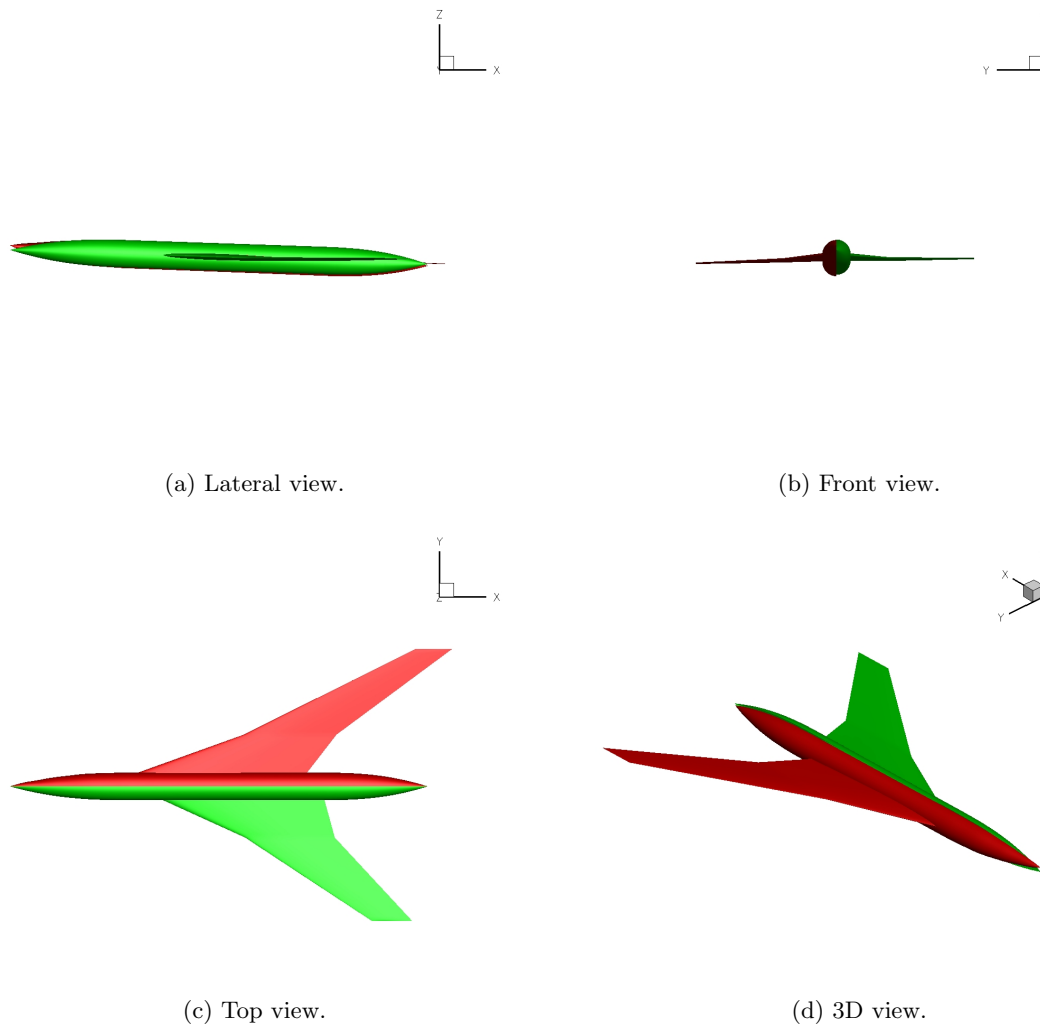 Z
X
Y
(a) Lateral view.
(b) Front view.
Y
Z
X
X
Y
(c) Top view.
(d) 3D view.